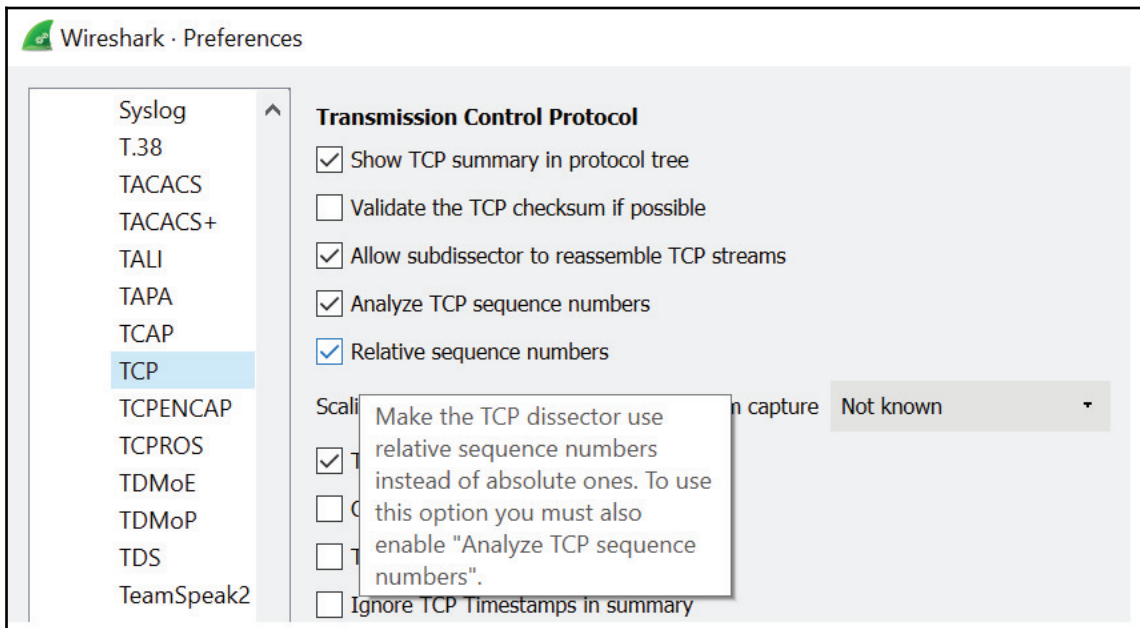 Wireshark · Preferences
Syslog
T.38
TACACS
TACACS+
TALI
TAPA
TCAP
TCP
TCPENCAP
TCPROS
TDMoE
TDMoP
TDS
TeamSpeak2
Transmission Control Protocol
Show TCP summary in protocol tree
Validate the TCP checksum if possible
Allow subdissector to reassemble TCP streams
Analyze TCP sequence numbers
Relative sequence numbers
capture Not known
Make the TCP dissector use
relative sequence numbers
instead of absolute ones. To use
this option you must also
enable "Analyze TCP sequence
numbers".
Ignore TCP Timestamps in summary